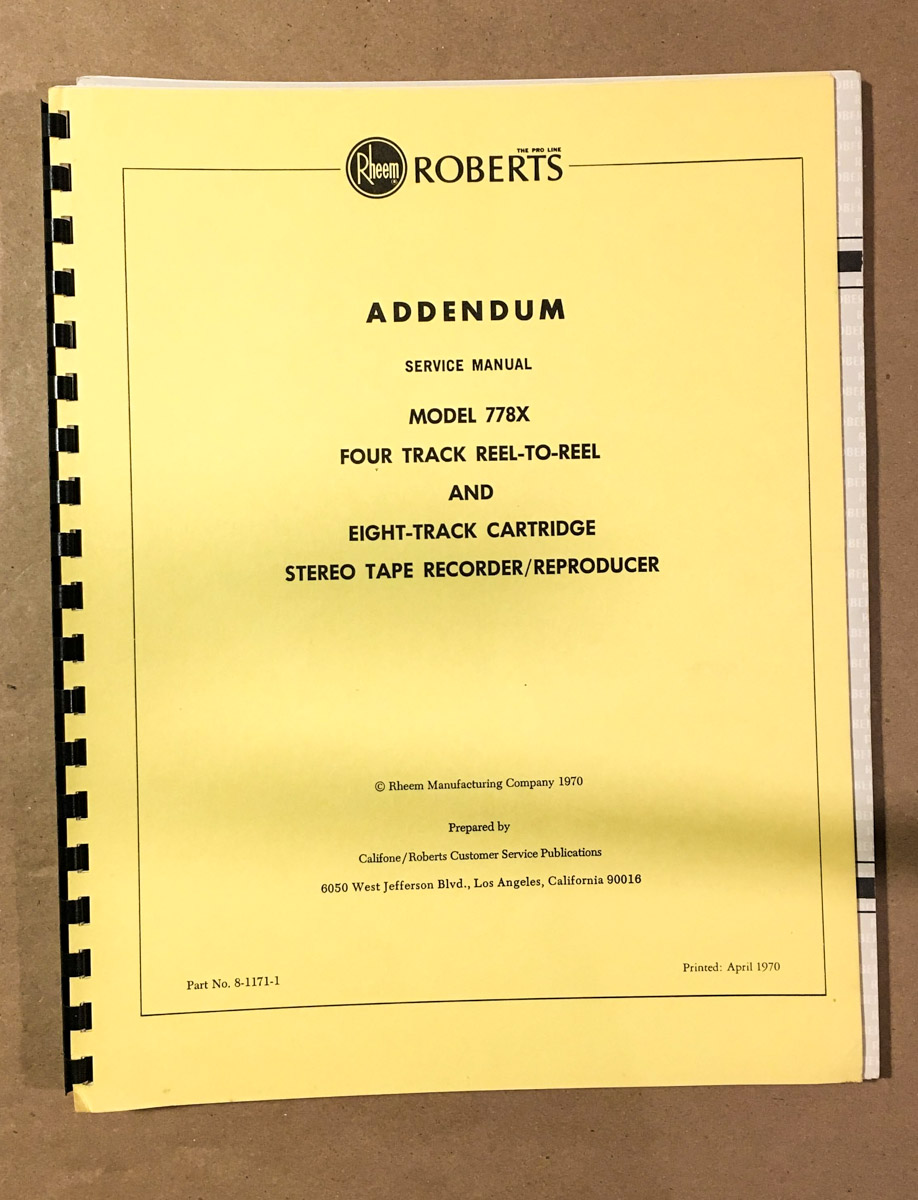 Rheem
THE PRO LINE
ROBERTS
ADDENDUM
SERVICE MANUAL
MODEL 778X
FOUR TRACK REEL-TO-REEL
AND
EIGHT-TRACK CARTRIDGE
STEREO TAPE RECORDER/REPRODUCER
© Rheem Manufacturing Company 1970
Prepared by
Califone/Roberts Customer Service Publications
6050 West Jefferson Blvd., Los Angeles, California 90016
Part No. 8-1171-1
Printed: April 1970